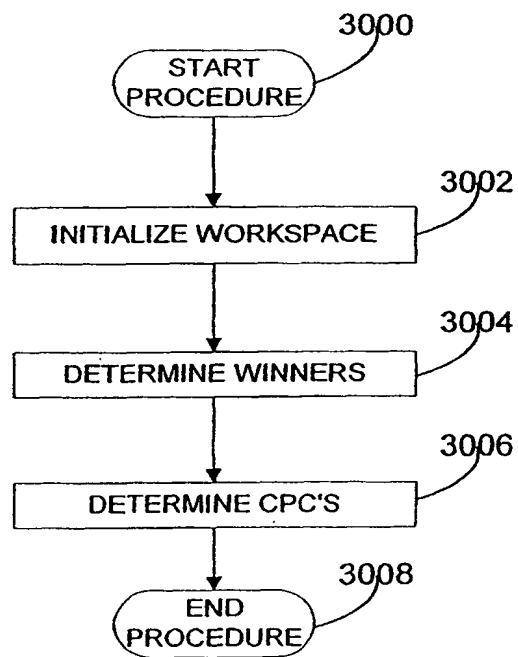 3000
START
PROCEDURE
3002
INITIALIZE WORKSPACE
3004
DETERMINE WINNERS
3006
DETERMINE CPC'S
3008
END
PROCEDURE